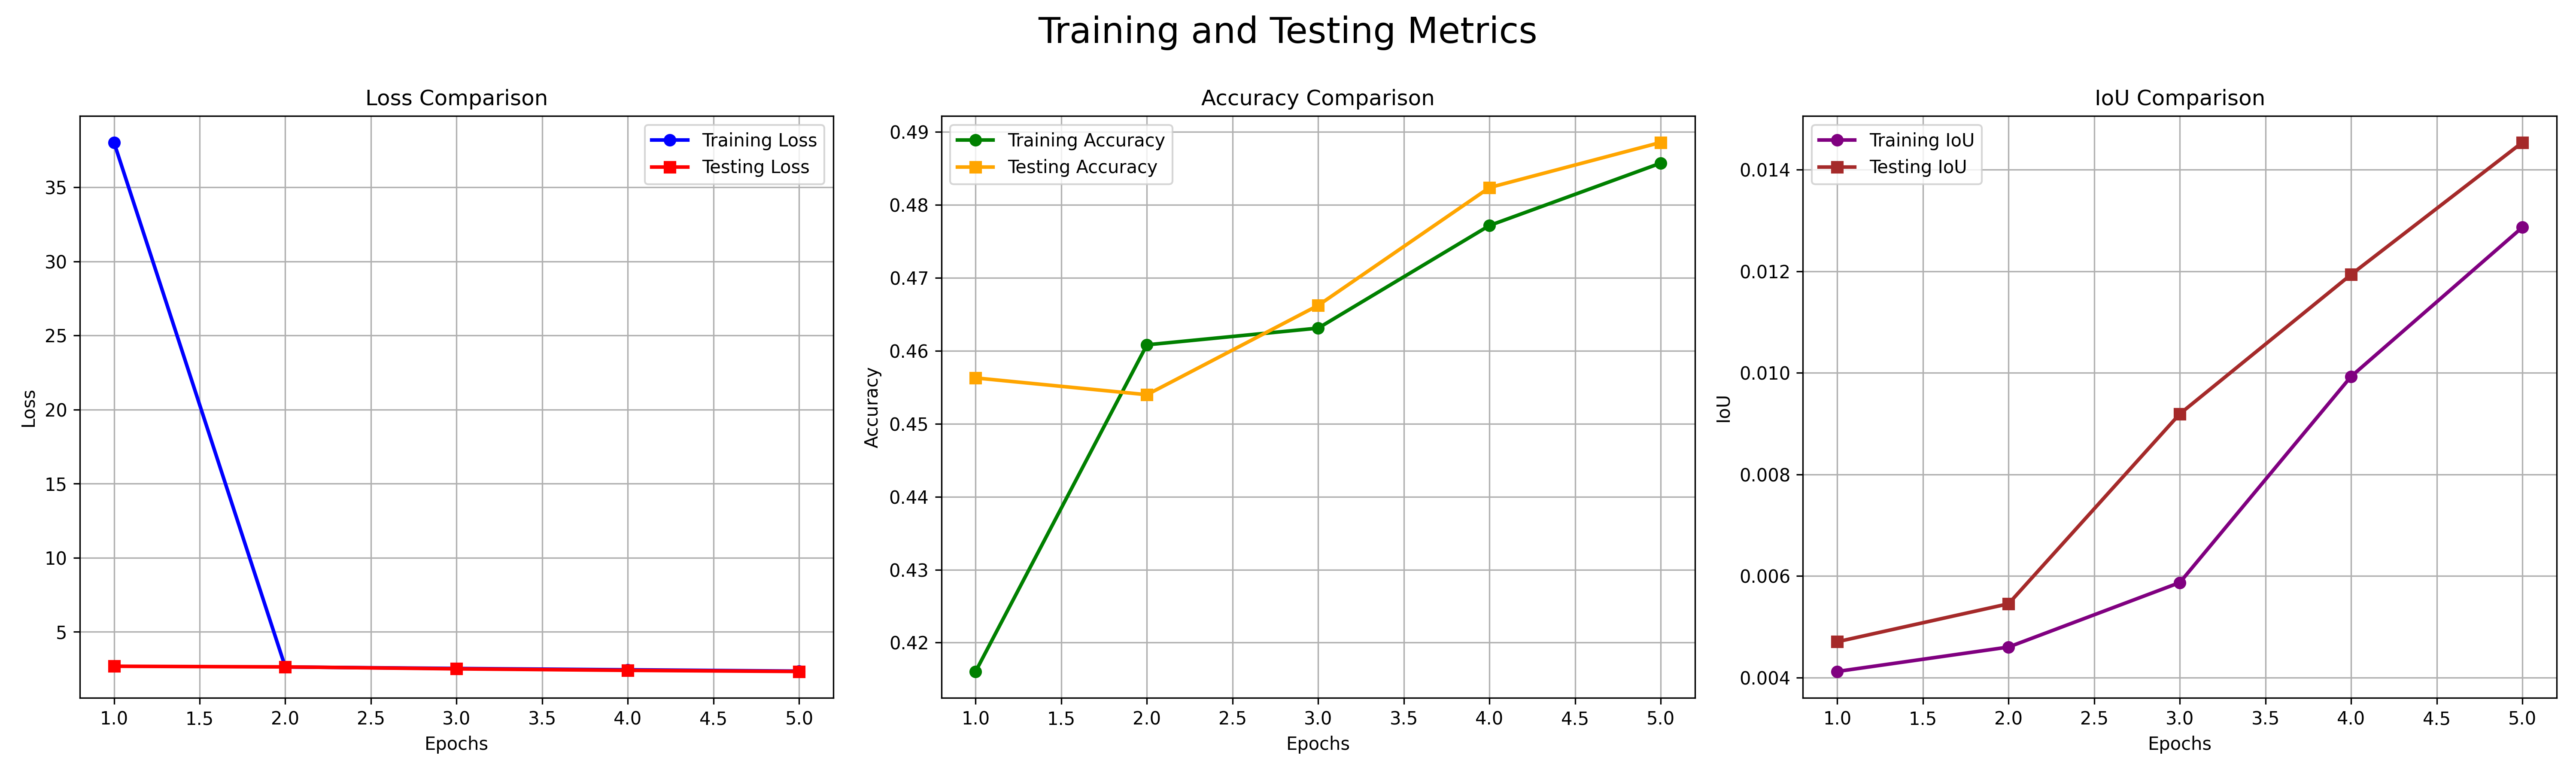 Training and Testing Metrics
Loss Comparison
Training Loss
Testing Loss
35
30
25
20
15
10
5
Loss
1.0 1.5 2.0 2.5 3.0 3.5 4.0 4.5 5.0
Epochs
Accuracy Comparison
Training Accuracy
Testing Accuracy
0.49
0.48
0.47
0.46
0.45
0.44
0.43
0.42
Accuracy
1.0 1.5 2.0 2.5 3.0 3.5 4.0 4.5 5.0
Epochs
IoU Comparison
Training IoU
Testing IoU
0.014
0.012
0.010
0.008
0.006
0.004
IoU
1.0 1.5 2.0 2.5 3.0 3.5 4.0 4.5 5.0
Epochs